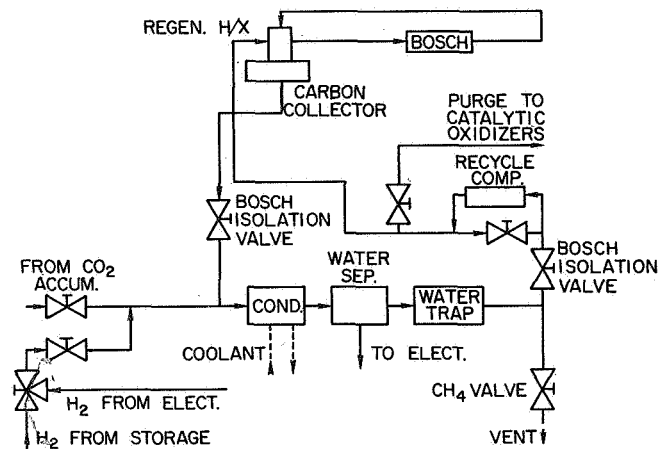 REGEN. H/X
BOSCH
CARBON
COLLECTOR
PURGE TO
CATALYTIC
OXIDIZERS
RECYCLE
COMP.
BOSCH
ISOLATION
VALVE
BOSCH
ISOLATION
VALVE
FROM CO2
ACCUM.
WATER
SEP.
COND.
WATER
TRAP
COOLANT
TO ELECT.
CH4 VALVE
H2 FROM ELECT.
H2 FROM STORAGE
VENT